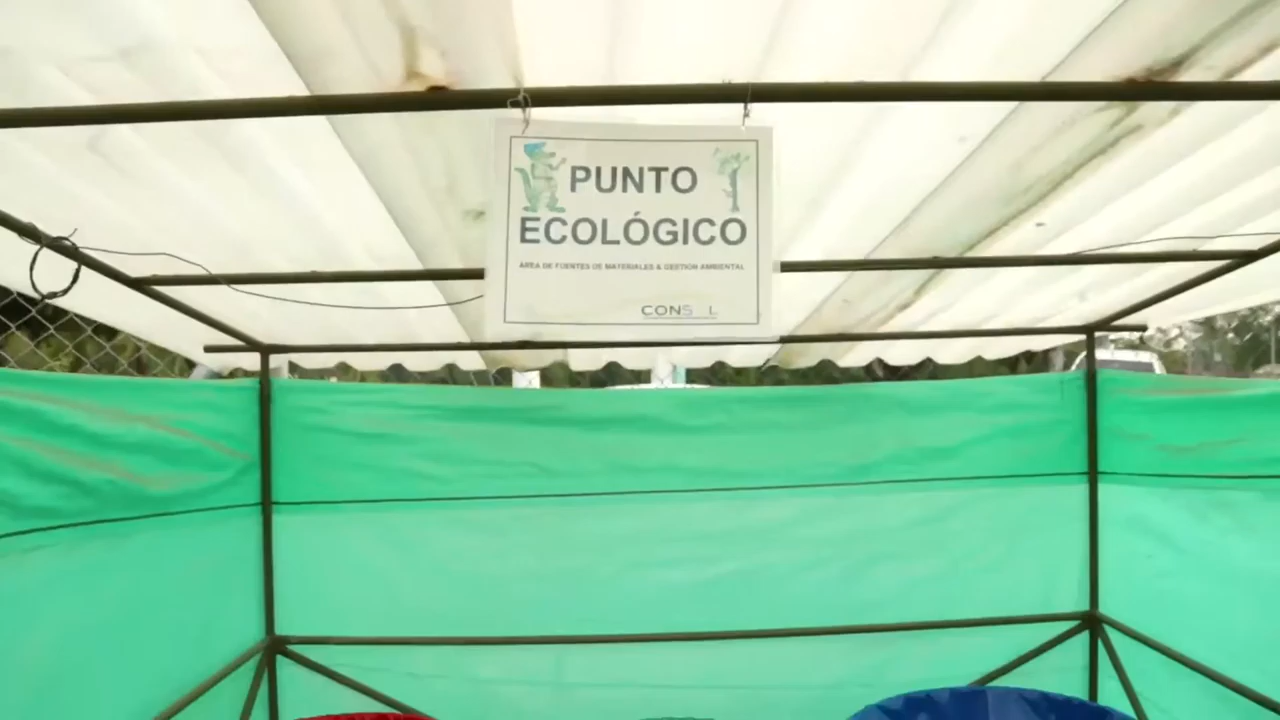 PUNTO
ECOLÓGICO
AREA DE FUENTES DE MATERIALES & GESTION AMBIENTAL